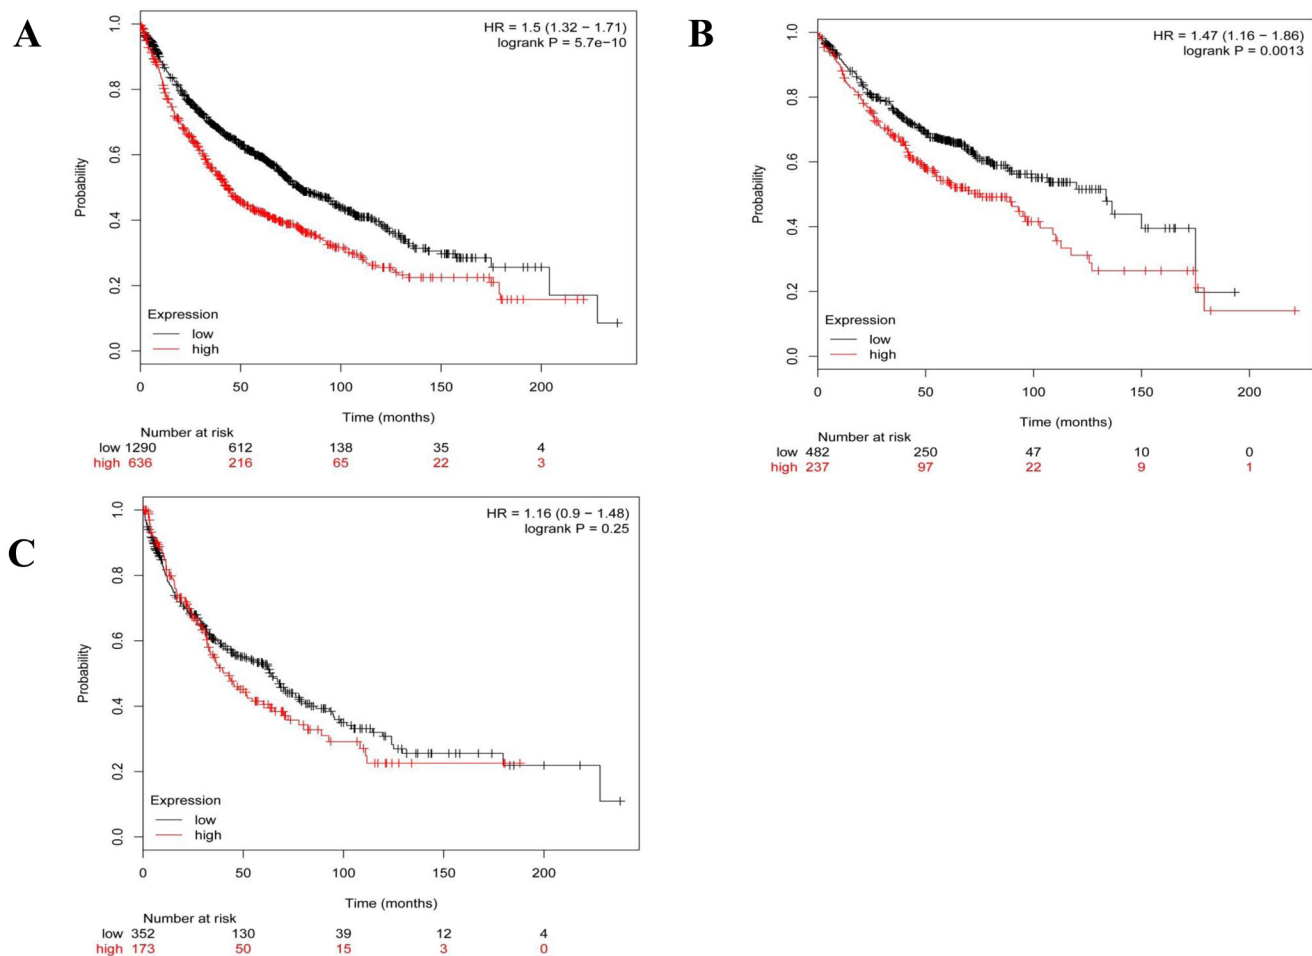 A
HR = 1.5 (1.32 − 1.71)
logrank P = 5.7e−10
Probability
1.0
0.8
0.6
0.4
0.2
0.0
Expression
low
high
0 50 100 150 200
Time (months)
Number at risk
low 1290 612 138 35 4
high 636 216 65 22 3
B
HR = 1.47 (1.16 − 1.86)
logrank P = 0.0013
Probability
1.0
0.8
0.6
0.4
0.2
0.0
Expression
low
high
0 50 100 150 200
Time (months)
Number at risk
low 482 250 47 10 0
high 237 97 22 9 1
C
HR = 1.16 (0.9 − 1.48)
logrank P = 0.25
Probability
1.0
0.8
0.6
0.4
0.2
0.0
Expression
low
high
0 50 100 150 200
Time (months)
Number at risk
low 352 130 39 12 4
high 173 50 15 3 0